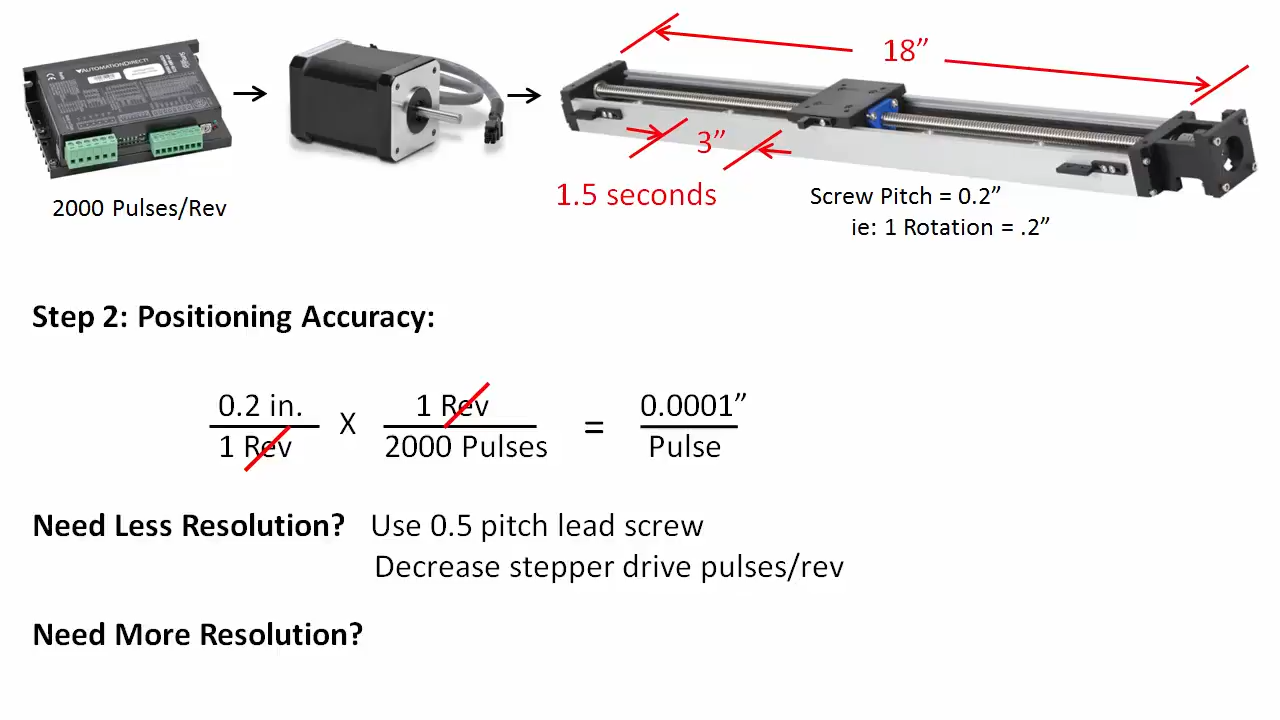 AUTOMATIONDIRECT
18”
3”
1.5 seconds
2000 Pulses/Rev
Screw Pitch = 0.2”
ie: 1 Rotation = .2”
Step 2: Positioning Accuracy:
0.2 in.
1 Rev
X
1 Rev
2000 Pulses
=
0.0001”
Pulse
Need Less Resolution? Use 0.5 pitch lead screw
Decrease stepper drive pulses/rev
Need More Resolution?